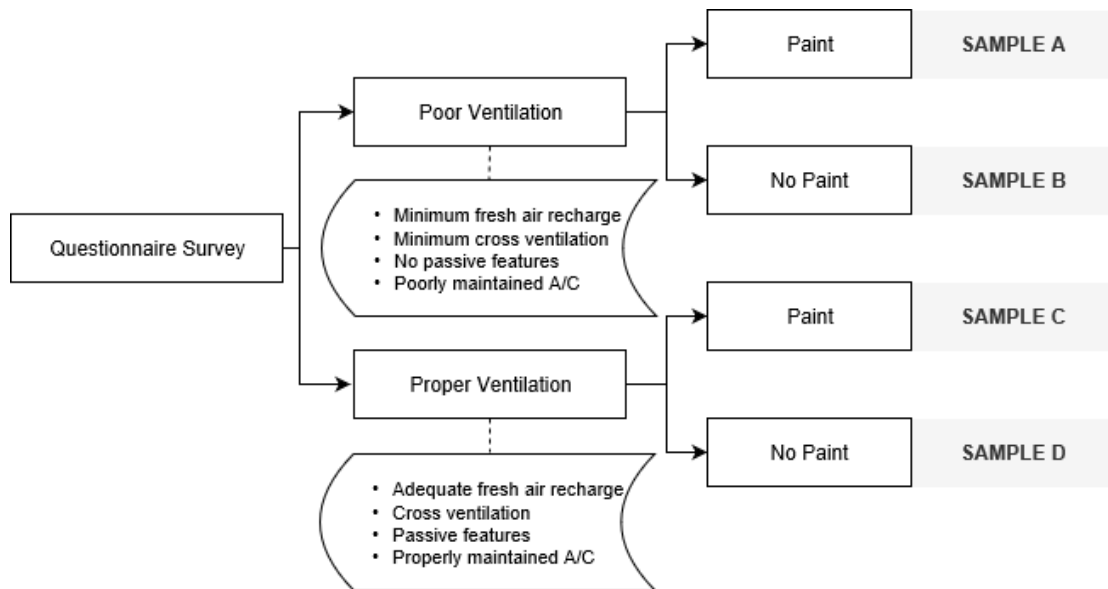 Paint
SAMPLE A
Poor Ventilation
No Paint
SAMPLE B
• Minimum fresh air recharge
• Minimum cross ventilation
• No passive features
• Poorly maintained A/C
Questionnaire Survey
Paint
SAMPLE C
Proper Ventilation
No Paint
SAMPLE D
• Adequate fresh air recharge
• Cross ventilation
• Passive features
• Properly maintained A/C